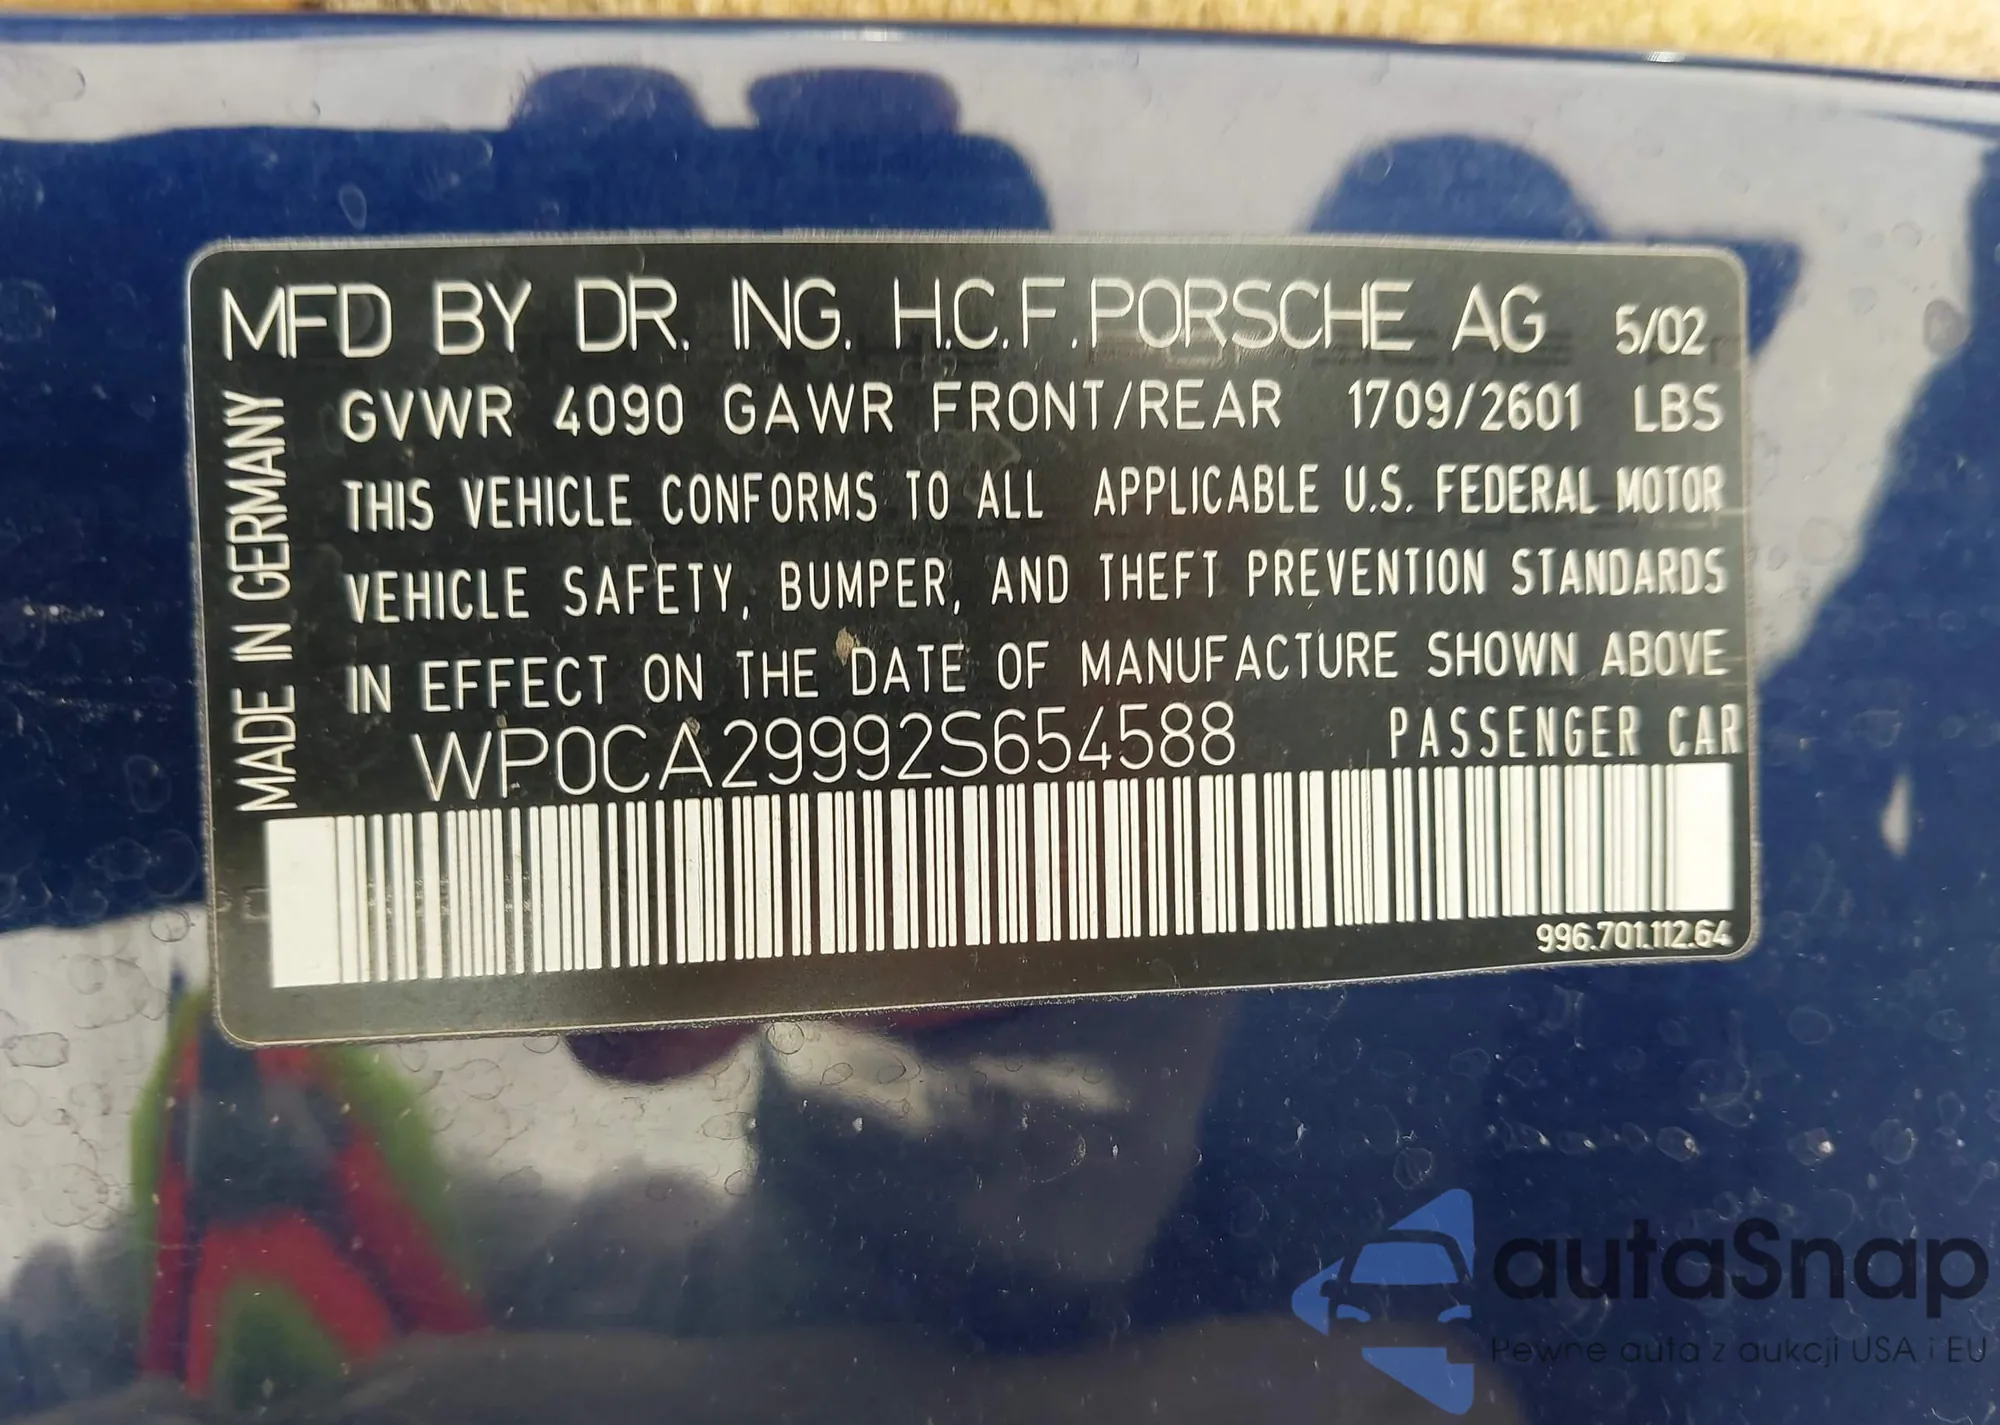 MFD BY DR. ING. H.C.F.PORSCHE AG 5/02
GVWR 4090 GAWR FRONT/REAR 1709/2601 LBS
THIS VEHICLE CONFORMS TO ALL APPLICABLE U.S. FEDERAL MOTOR
VEHICLE SAFETY, BUMPER, AND THEFT PREVENTION STANDARDS
IN EFFECT ON THE DATE OF MANUFACTURE SHOWN ABOVE
WP0CA29992S654588 PASSENGER CAR
MADE IN GERMANY
996.701.112.64
autaSnap
Pewne auta z aukcji USA i EU